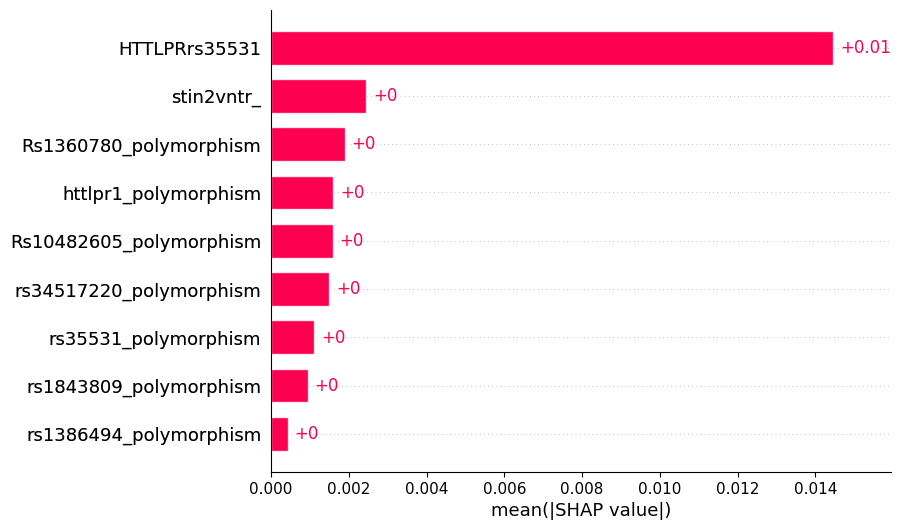 HTTLPRrs35531 +0.01
stin2vntr_ +0
Rs1360780_polymorphism +0
httlpr1_polymorphism +0
Rs10482605_polymorphism +0
rs34517220_polymorphism +0
rs35531_polymorphism +0
rs1843809_polymorphism +0
rs1386494_polymorphism +0
0.000 0.002 0.004 0.006 0.008 0.010 0.012 0.014
mean(|SHAP value|)